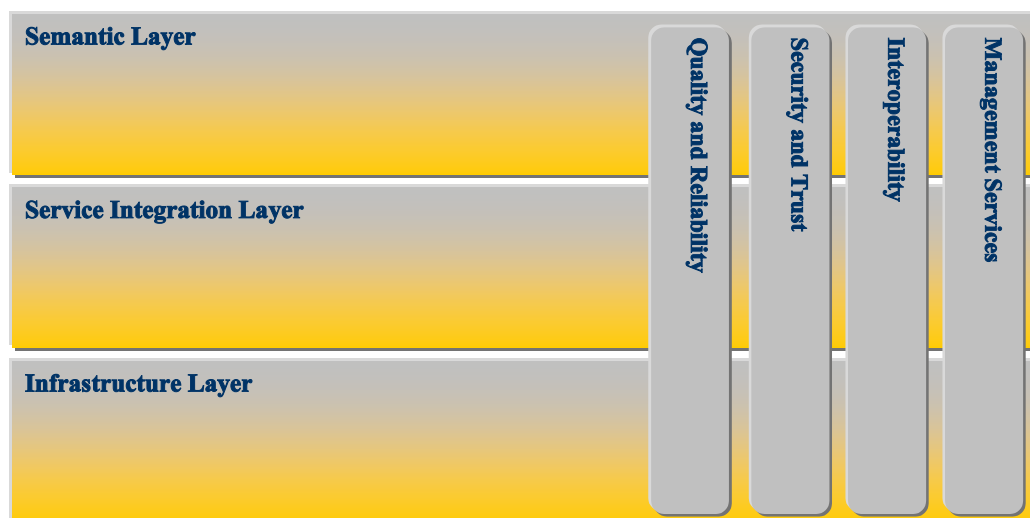 Semantic Layer
Service Integration Layer
Infrastructure Layer
Quality and Reliability
Security and Trust
Interoperability
Management Services